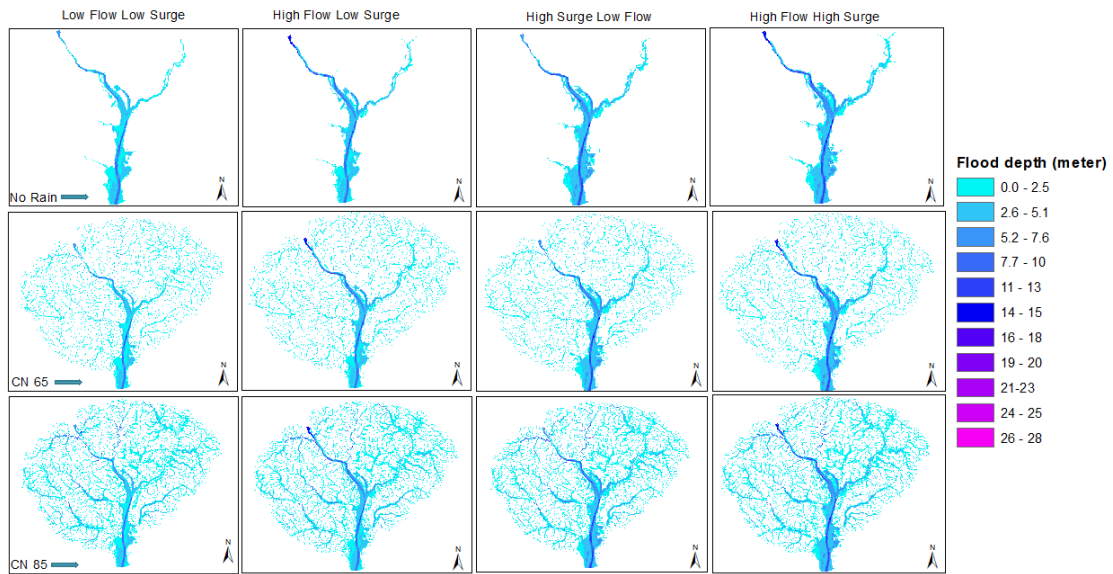 Low Flow Low Surge
High Flow Low Surge
High Surge Low Flow
High Flow High Surge
No Rain
N
N
N
N
CN 65
N
N
N
N
CN 85
N
N
N
N
Flood depth (meter)
0.0 - 2.5
2.6 - 5.1
5.2 - 7.6
7.7 - 10
11 - 13
14 - 15
16 - 18
19 - 20
21-23
24 - 25
26 - 28